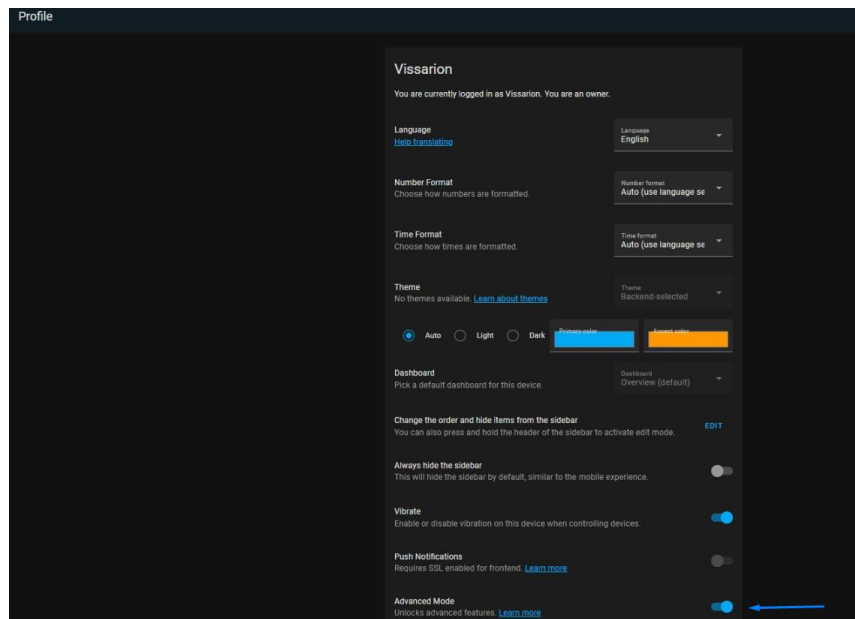 Profile
Vissarion
You are currently logged in as Vissarion. You are an owner.
Language
Help translating
Language
English
Number Format
Choose how numbers are formatted.
Number format
Auto (use language se
Time Format
Choose how times are formatted.
Time format
Auto (use language se
Theme
No themes available. Learn about themes
Theme
Backend-selected
Auto
Light
Dark
Primary color
Accent color
Dashboard
Pick a default dashboard for this device.
Dashboard
Overview (default)
Change the order and hide items from the sidebar
You can also press and hold the header of the sidebar to activate edit mode.
EDIT
Always hide the sidebar
This will hide the sidebar by default, similar to the mobile experience.
Vibrate
Enable or disable vibration on this device when controlling devices.
Push Notifications
Requires SSL enabled for frontend. Learn more
Advanced Mode
Unlocks advanced features. Learn more